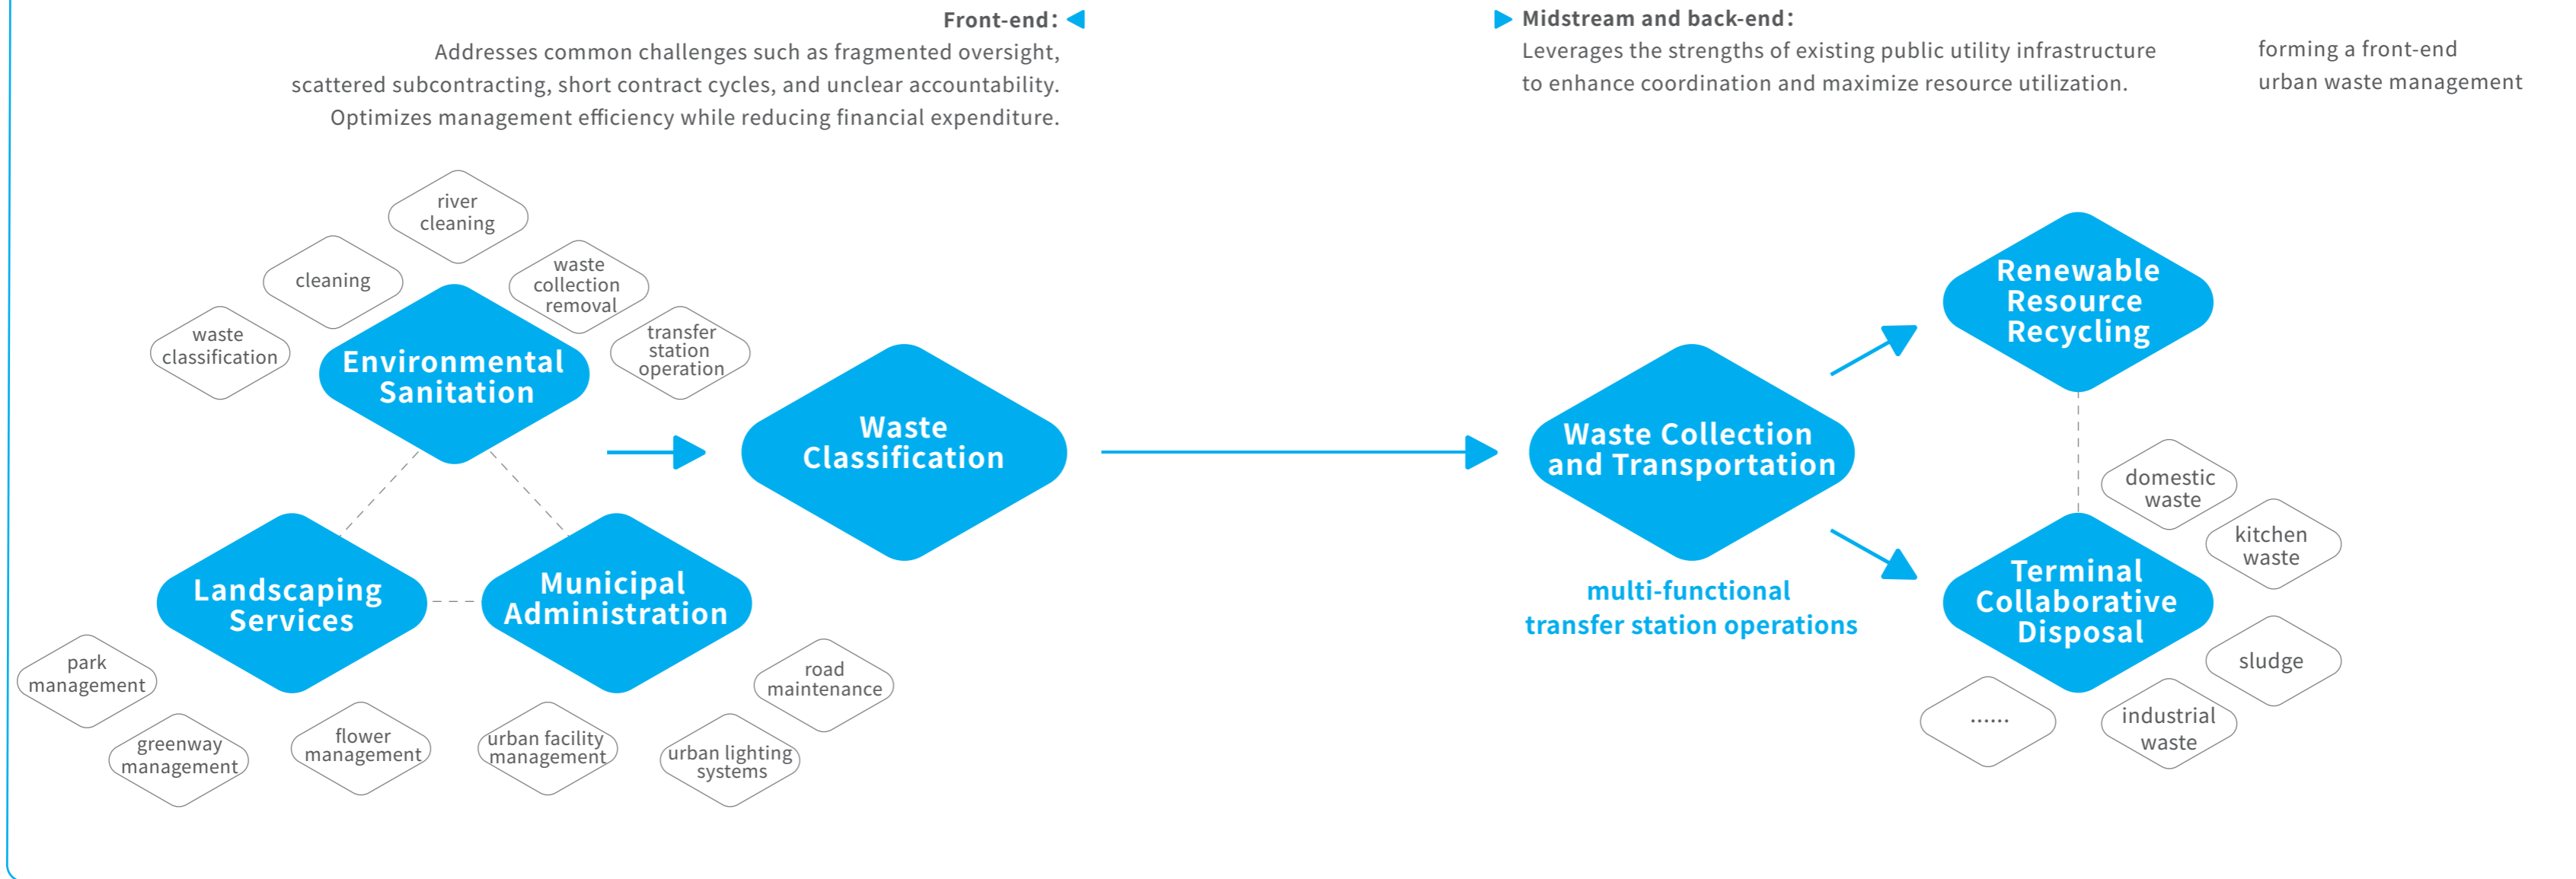 Front-end:
Addresses common challenges such as fragmented oversight,
scattered subcontracting, short contract cycles, and unclear accountability.
Optimizes management efficiency while reducing financial expenditure.
Midstream and back-end:
Leverages the strengths of existing public utility infrastructure
to enhance coordination and maximize resource utilization.
forming a front-end
urban waste management
river
cleaning
cleaning
waste
collection
removal
waste
classification
transfer
station
operation
Environmental
Sanitation
Waste
Classification
Landscaping
Services
Municipal
Administration
park
management
greenway
management
flower
management
urban facility
management
urban lighting
systems
road
maintenance
Waste Collection
and Transportation
multi-functional
transfer station operations
Renewable
Resource
Recycling
Terminal
Collaborative
Disposal
domestic
waste
kitchen
waste
sludge
industrial
waste
······